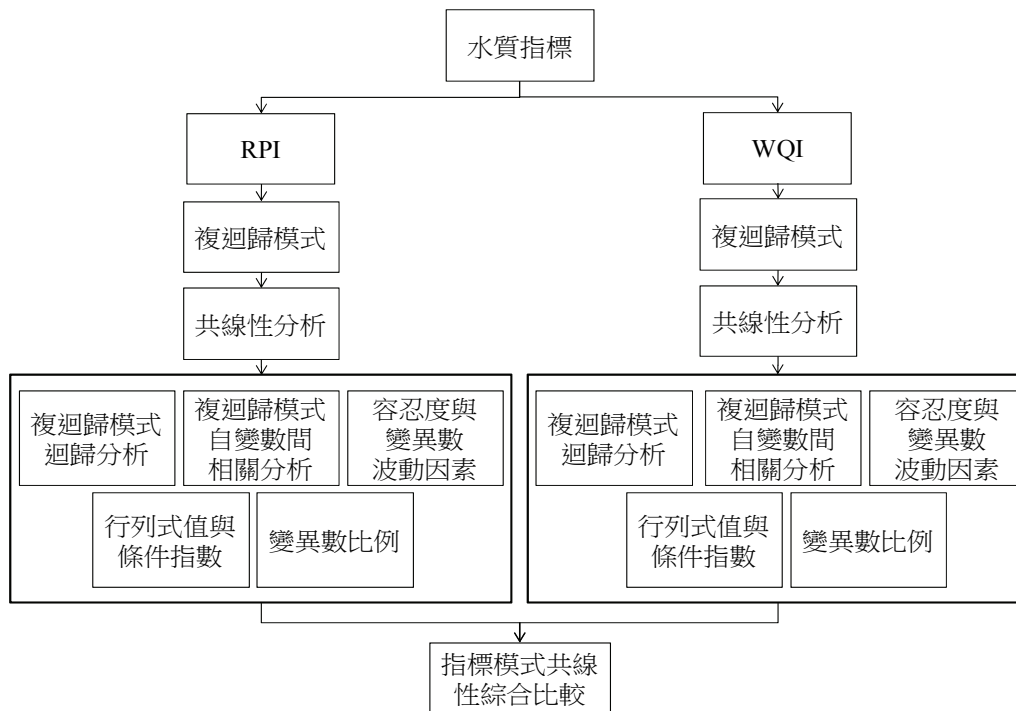 水質指標
RPI
WQI
複迴歸模式
複迴歸模式
共線性分析
共線性分析
複迴歸模式
迴歸分析
複迴歸模式
自變數間
相關分析
容忍度與
變異數
波動因素
行列式值與
條件指數
變異數比例
複迴歸模式
迴歸分析
複迴歸模式
自變數間
相關分析
容忍度與
變異數
波動因素
行列式值與
條件指數
變異數比例
指標模式共線
性綜合比較